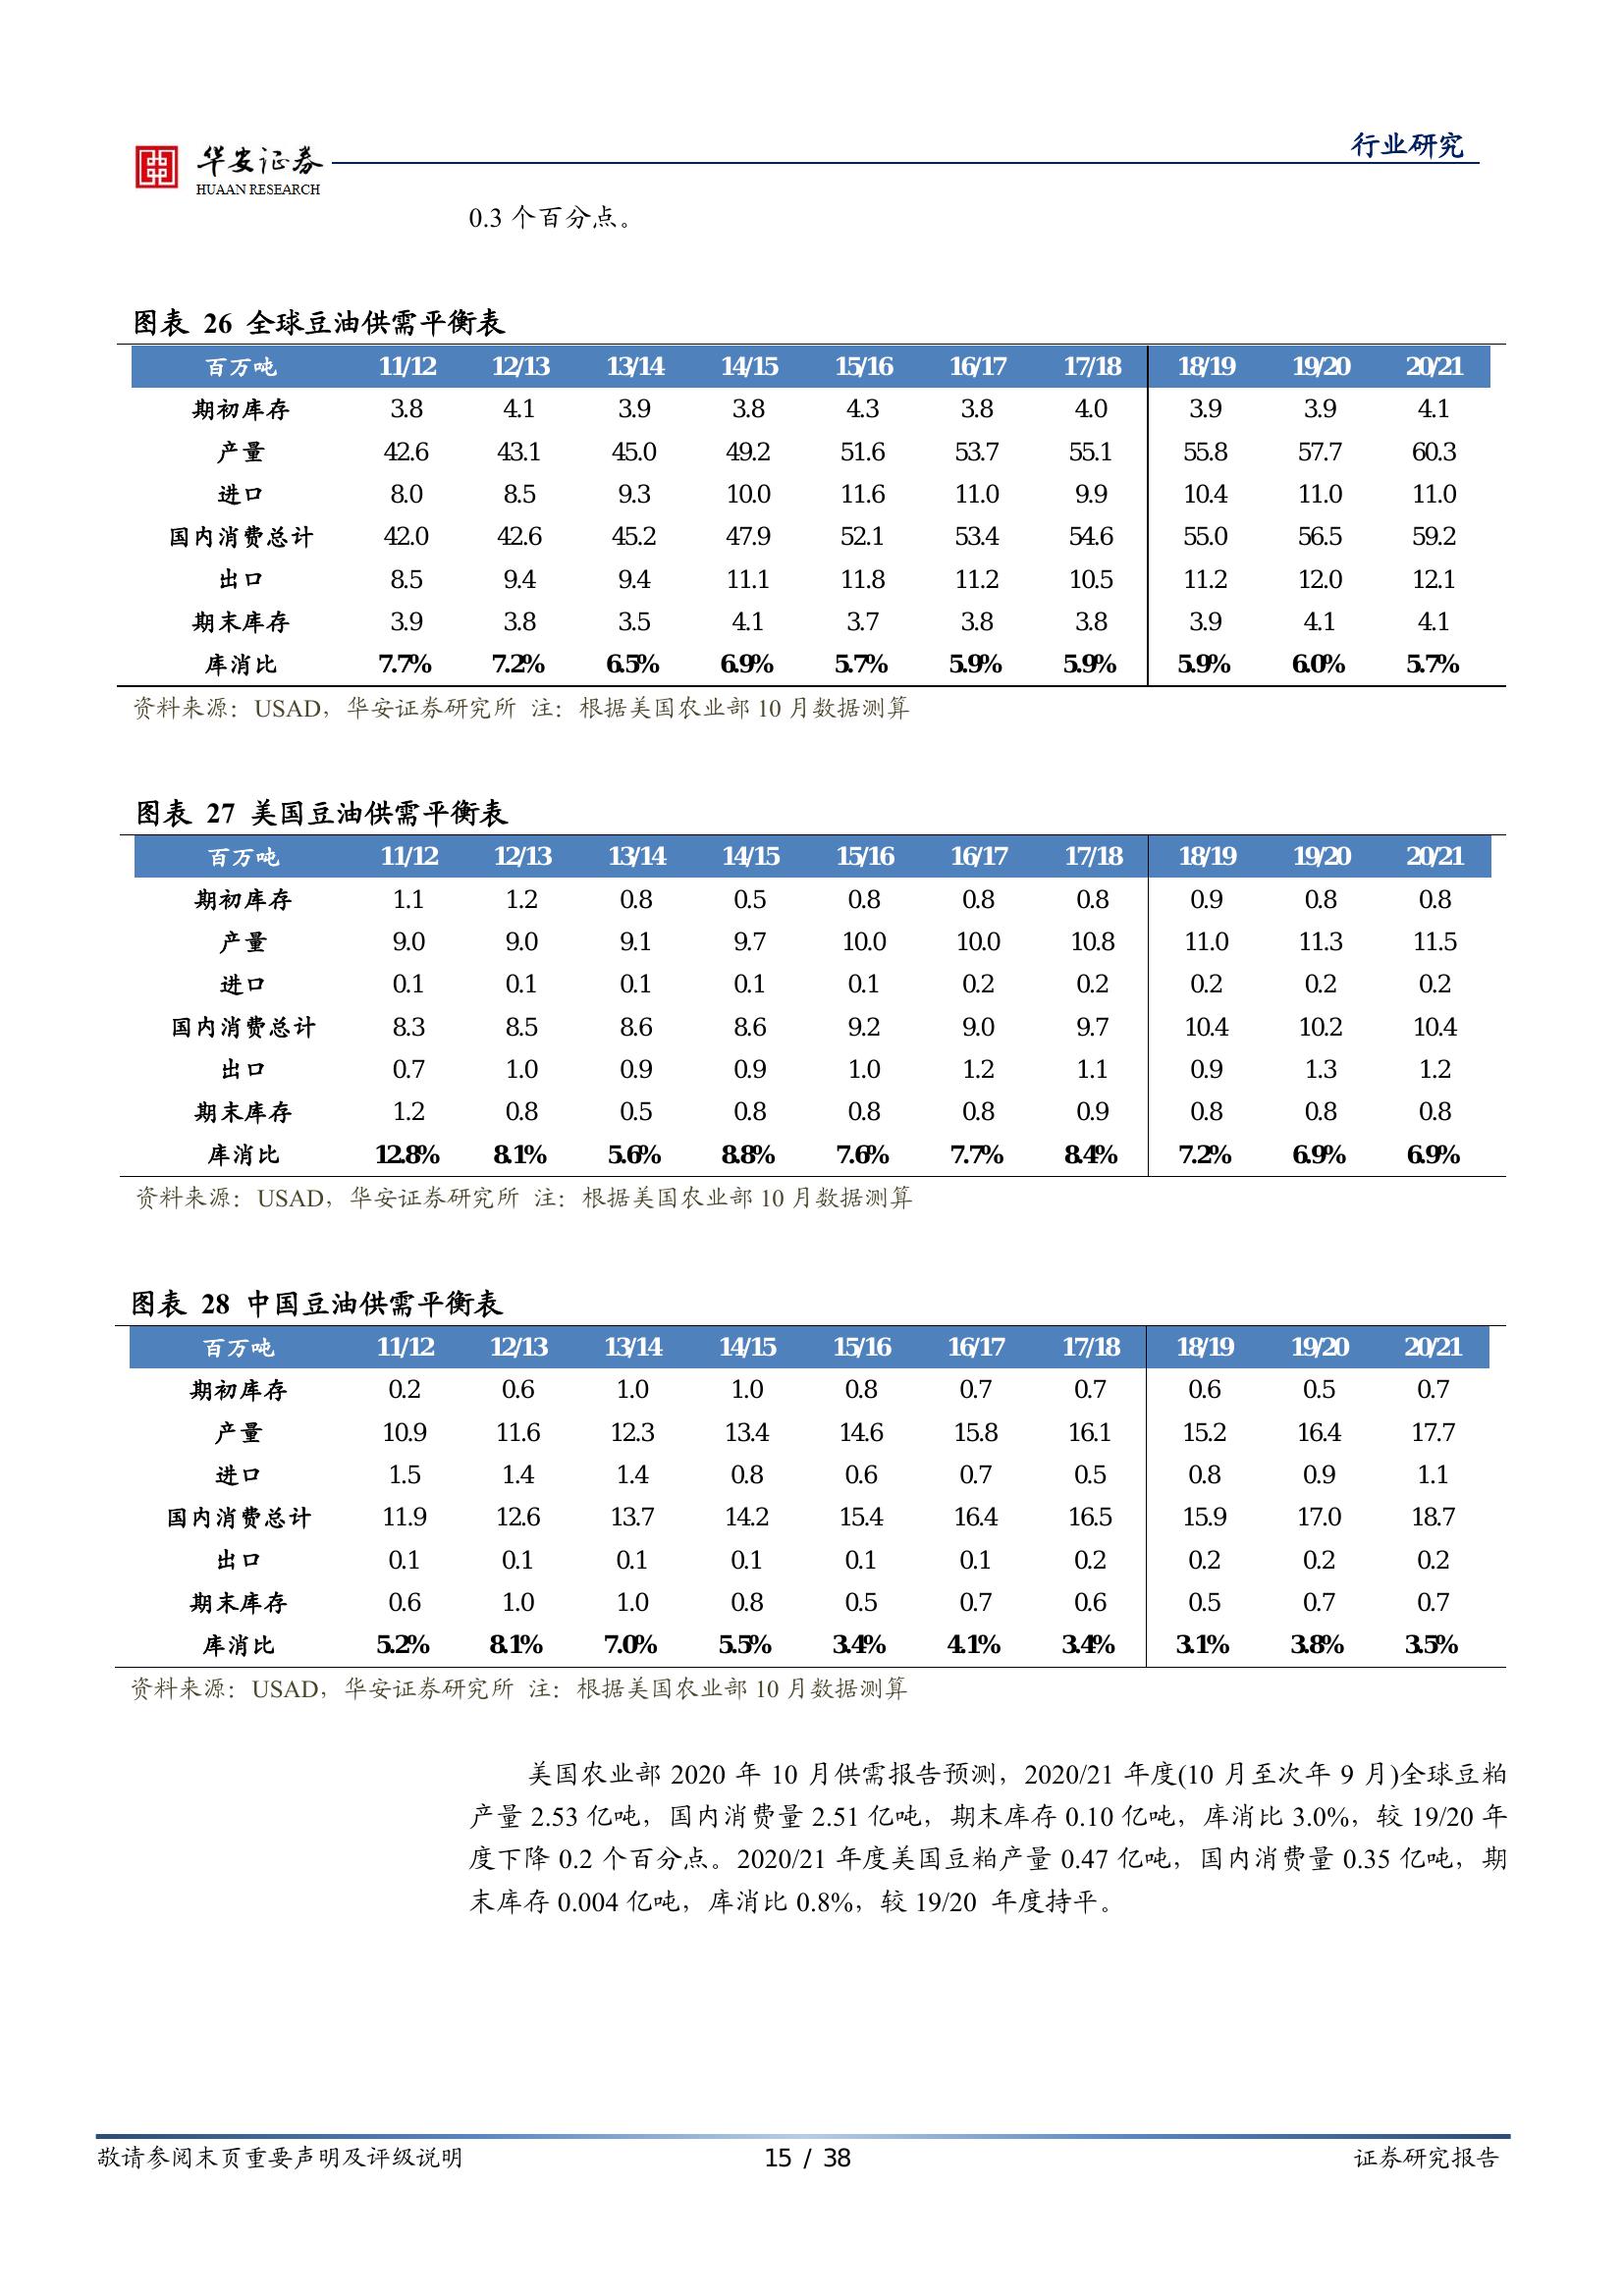 华安证券
HUAAN RESEARCH
行业研究
0.3 个百分点。
图表 26 全球豆油供需平衡表
百万吨 11/12 12/13 13/14 14/15 15/16 16/17 17/18 18/19 19/20 20/21
期初库存 3.8 4.1 3.9 3.8 4.3 3.8 4.0 3.9 3.9 4.1
产量 42.6 43.1 45.0 49.2 51.6 53.7 55.1 55.8 57.7 60.3
进口 8.0 8.5 9.3 10.0 11.6 11.0 9.9 10.4 11.0 11.0
国内消费总计 42.0 42.6 45.2 47.9 52.1 53.4 54.6 55.0 56.5 59.2
出口 8.5 9.4 9.4 11.1 11.8 11.2 10.5 11.2 12.0 12.1
期末库存 3.9 3.8 3.5 4.1 3.7 3.8 3.8 3.9 4.1 4.1
库消比 7.7% 7.2% 6.5% 6.9% 5.7% 5.9% 5.9% 5.9% 6.0% 5.7%
资料来源：USAD，华安证券研究所 注：根据美国农业部 10 月数据测算
图表 27 美国豆油供需平衡表
百万吨 11/12 12/13 13/14 14/15 15/16 16/17 17/18 18/19 19/20 20/21
期初库存 1.1 1.2 0.8 0.5 0.8 0.8 0.8 0.9 0.8 0.8
产量 9.0 9.0 9.1 9.7 10.0 10.0 10.8 11.0 11.3 11.5
进口 0.1 0.1 0.1 0.1 0.1 0.2 0.2 0.2 0.2 0.2
国内消费总计 8.3 8.5 8.6 8.6 9.2 9.0 9.7 10.4 10.2 10.4
出口 0.7 1.0 0.9 0.9 1.0 1.2 1.1 0.9 1.3 1.2
期末库存 1.2 0.8 0.5 0.8 0.8 0.8 0.9 0.8 0.8 0.8
库消比 12.8% 8.1% 5.6% 8.8% 7.6% 7.7% 8.4% 7.2% 6.9% 6.9%
资料来源：USAD，华安证券研究所 注：根据美国农业部 10 月数据测算
图表 28 中国豆油供需平衡表
百万吨 11/12 12/13 13/14 14/15 15/16 16/17 17/18 18/19 19/20 20/21
期初库存 0.2 0.6 1.0 1.0 0.8 0.7 0.7 0.6 0.5 0.7
产量 10.9 11.6 12.3 13.4 14.6 15.8 16.1 15.2 16.4 17.7
进口 1.5 1.4 1.4 0.8 0.6 0.7 0.5 0.8 0.9 1.1
国内消费总计 11.9 12.6 13.7 14.2 15.4 16.4 16.5 15.9 17.0 18.7
出口 0.1 0.1 0.1 0.1 0.1 0.1 0.2 0.2 0.2 0.2
期末库存 0.6 1.0 1.0 0.8 0.5 0.7 0.6 0.5 0.7 0.7
库消比 5.2% 8.1% 7.0% 5.5% 3.4% 4.1% 3.4% 3.1% 3.8% 3.5%
资料来源：USAD，华安证券研究所 注：根据美国农业部 10 月数据测算
美国农业部 2020 年 10 月供需报告预测，2020/21 年度(10 月至次年 9 月)全球豆粕
产量 2.53 亿吨，国内消费量 2.51 亿吨，期末库存 0.10 亿吨，库消比 3.0%，较 19/20 年
度下降 0.2 个百分点。2020/21 年度美国豆粕产量 0.47 亿吨，国内消费量 0.35 亿吨，期
末库存 0.004 亿吨，库消比 0.8%，较 19/20 年度持平。
敬请参阅末页重要声明及评级说明 15 / 38 证券研究报告